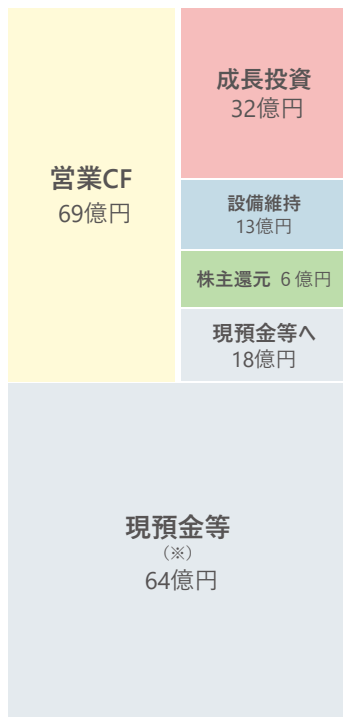 営業CF
69億円
成長投資
32億円
設備維持
13億円
株主還元 6億円
現預金等へ
18億円
現預金等
（※）
64億円